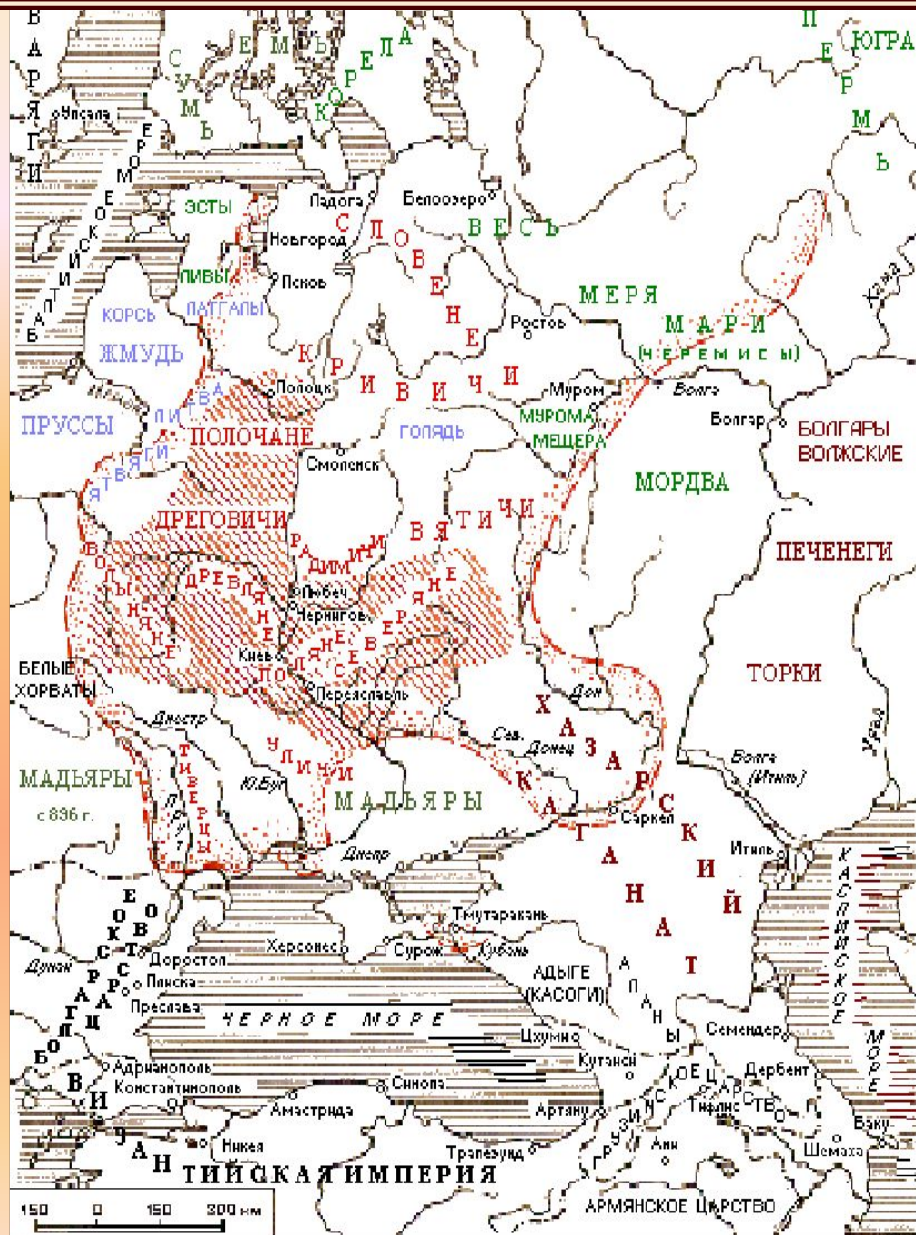 ВАРЯГИ
СУМЬ
ЕМЬ
КОРЕЛА
ПЕРМЬ
ЮГРА
Упсала
БАЛТИЙСКОЕ МОРЕ
ЭСТЫ
Ладога
Белоозеро
СЛОВЕНЕ
ВЕСЬ
Новгород
ЛИВЫ
Псков
КОРСЬ
ЛАТГАЛЫ
МЕРЯ
Кама
ЖМУДЬ
Ростов
МАРИ
(ЧЕРЕМИСЫ)
КРИВИЧИ
Полоцк
Муром
Волга
ЛИТВА
Болгар
ПРУССЫ
ПОЛОЧАНЕ
ГОЛЯДЬ
МУРОМА
МЕЩЕРА
БОЛГАРЫ
ВОЛЖСКИЕ
Смоленск
ЯТВЯГИ
МОРДВА
ДРЕГОВИЧИ
ВЯТИЧИ
РАДИМИЧИ
ПЕЧЕНЕГИ
ВОЛЫНЯНЕ
ДРЕВЛЯНЕ
Любеч
Чернигов
СЕВЕРЯНЕ
Киев
ПОЛЯНЕ
БЕЛЫЕ
ХОРВАТЫ
Переяславль
ТОРКИ
Дон
Днестр
Сев.
Донец
Урал
УЛИЧИ
ХАЗАРСКИЙ
КАГАНАТ
Волга
(Итиль)
МАДЬЯРЫ
с 896 г.
ТИВЕРЦЫ
Прут
Ю.Буг
МАДЬЯРЫ
Саркел
Днепр
Итиль
КАСПИЙСКОЕ МОРЕ
Тмутаракань
Херсонес
Сурож
Кубань
Дунай
Доростол
Плиска
Преслава
БОЛГАРСКОЕ
ЦАРСТВО
АДЫГЕ
(КАСОГИ)
АЛАНЫ
ЧЕРНОЕ МОРЕ
Цхуми
Семендер
Кутаиси
Дербент
Адрианополь
Константинополь
Синопа
Амастрида
Артани
ГРУЗИНСКОЕ ЦАРСТВО
Тифлис
Баку
Никея
Трапезунд
Ани
Шемаха
ВИЗАНТИЙСКАЯ ИМПЕРИЯ
АРМЯНСКОЕ ЦАРСТВО
150 0 150 300 км